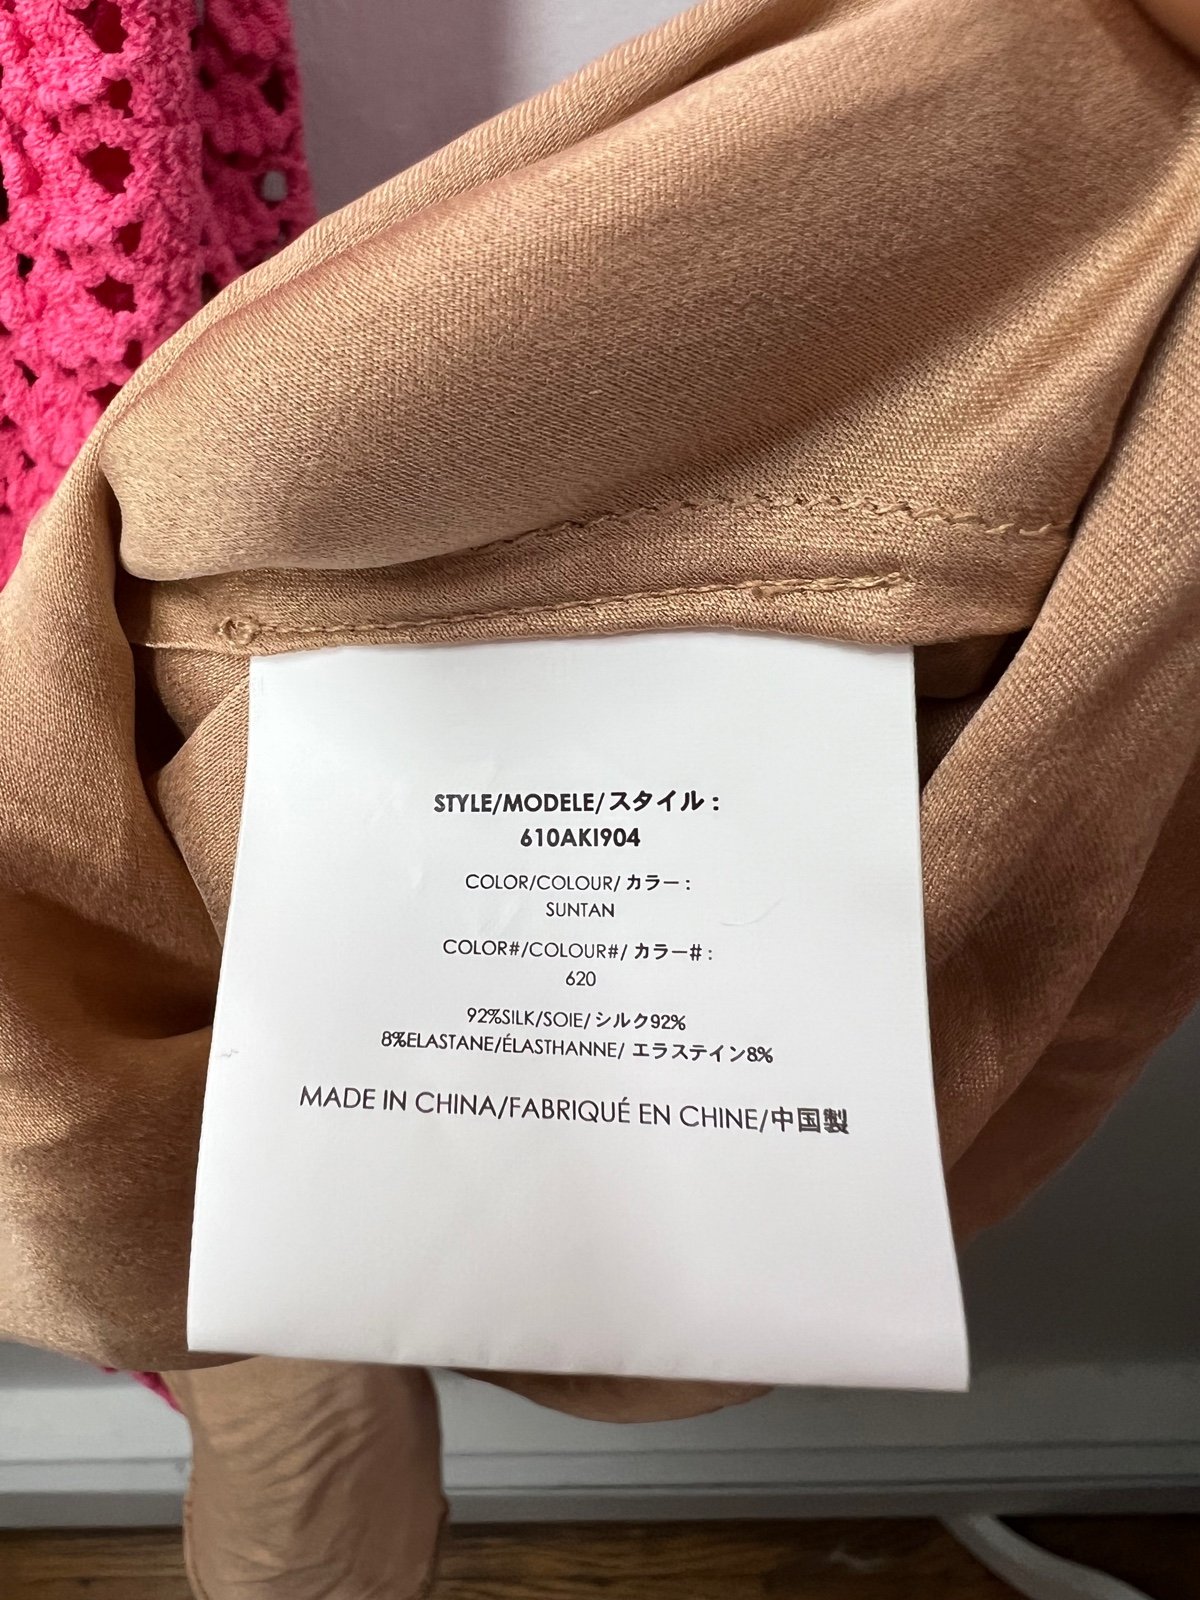 STYLE/MODELE/スタイル :
610AKI904
COLOR/COLOUR/ カラー :
SUNTAN
COLOR#/COLOUR#/ カラー# :
620
92%SILK/SOIE/ シルク92%
8%ELASTANE/ÉLASTHANNE/ エラステイン8%
MADE IN CHINA/FABRIQUÉ EN CHINE/中国製